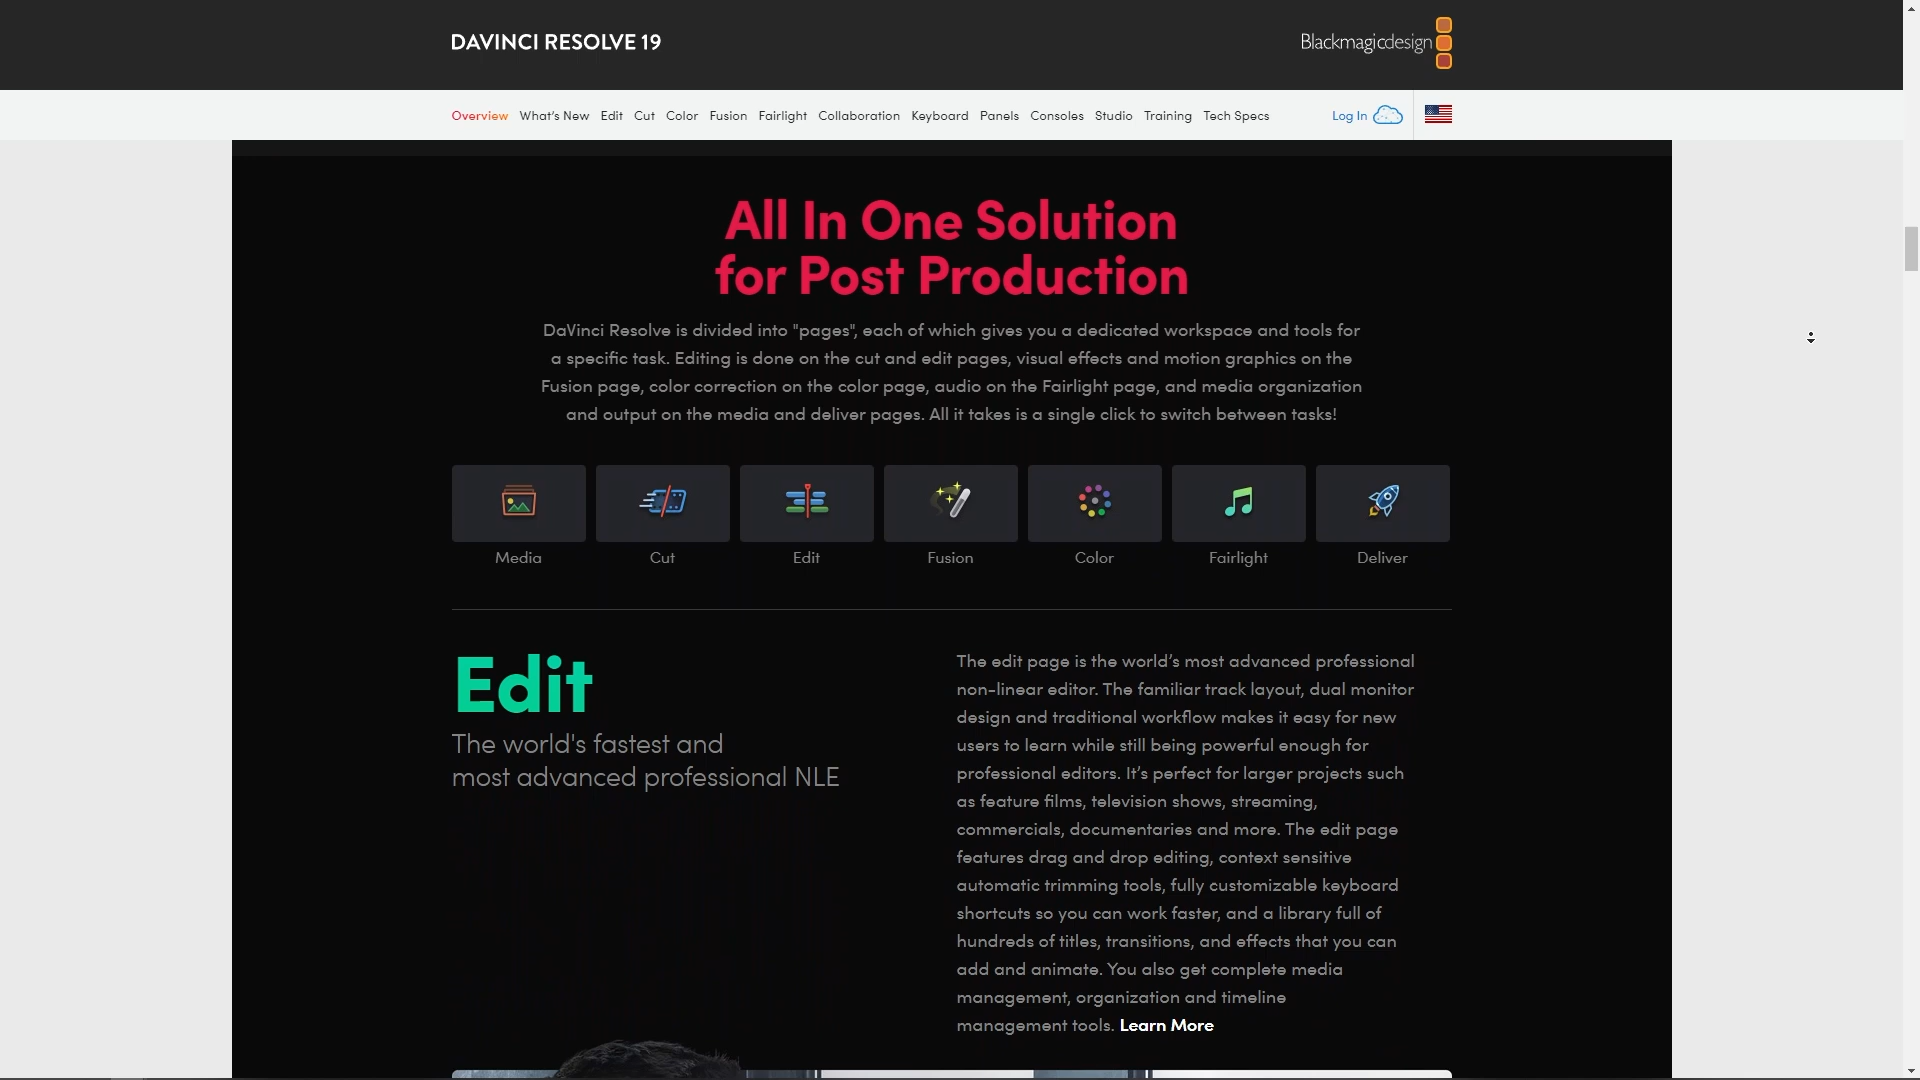 DAVINCI RESOLVE 19
Blackmagicdesign
Overview What's New Edit Cut Color Fusion Fairlight Collaboration Keyboard Panels Consoles Studio Training Tech Specs Log In
All In One Solution
for Post Production
DaVinci Resolve is divided into "pages", each of which gives you a dedicated workspace and tools for
a specific task. Editing is done on the cut and edit pages, visual effects and motion graphics on the
Fusion page, color correction on the color page, audio on the Fairlight page, and media organization
and output on the media and deliver pages. All it takes is a single click to switch between tasks!
Media Cut Edit Fusion Color Fairlight Deliver
Edit
The world's fastest and
most advanced professional NLE
The edit page is the world’s most advanced professional
non-linear editor. The familiar track layout, dual monitor
design and traditional workflow makes it easy for new
users to learn while still being powerful enough for
professional editors. It’s perfect for larger projects such
as feature films, television shows, streaming,
commercials, documentaries and more. The edit page
features drag and drop editing, context sensitive
automatic trimming tools, fully customizable keyboard
shortcuts so you can work faster, and a library full of
hundreds of titles, transitions, and effects that you can
add and animate. You also get complete media
management, organization and timeline
management tools. Learn More